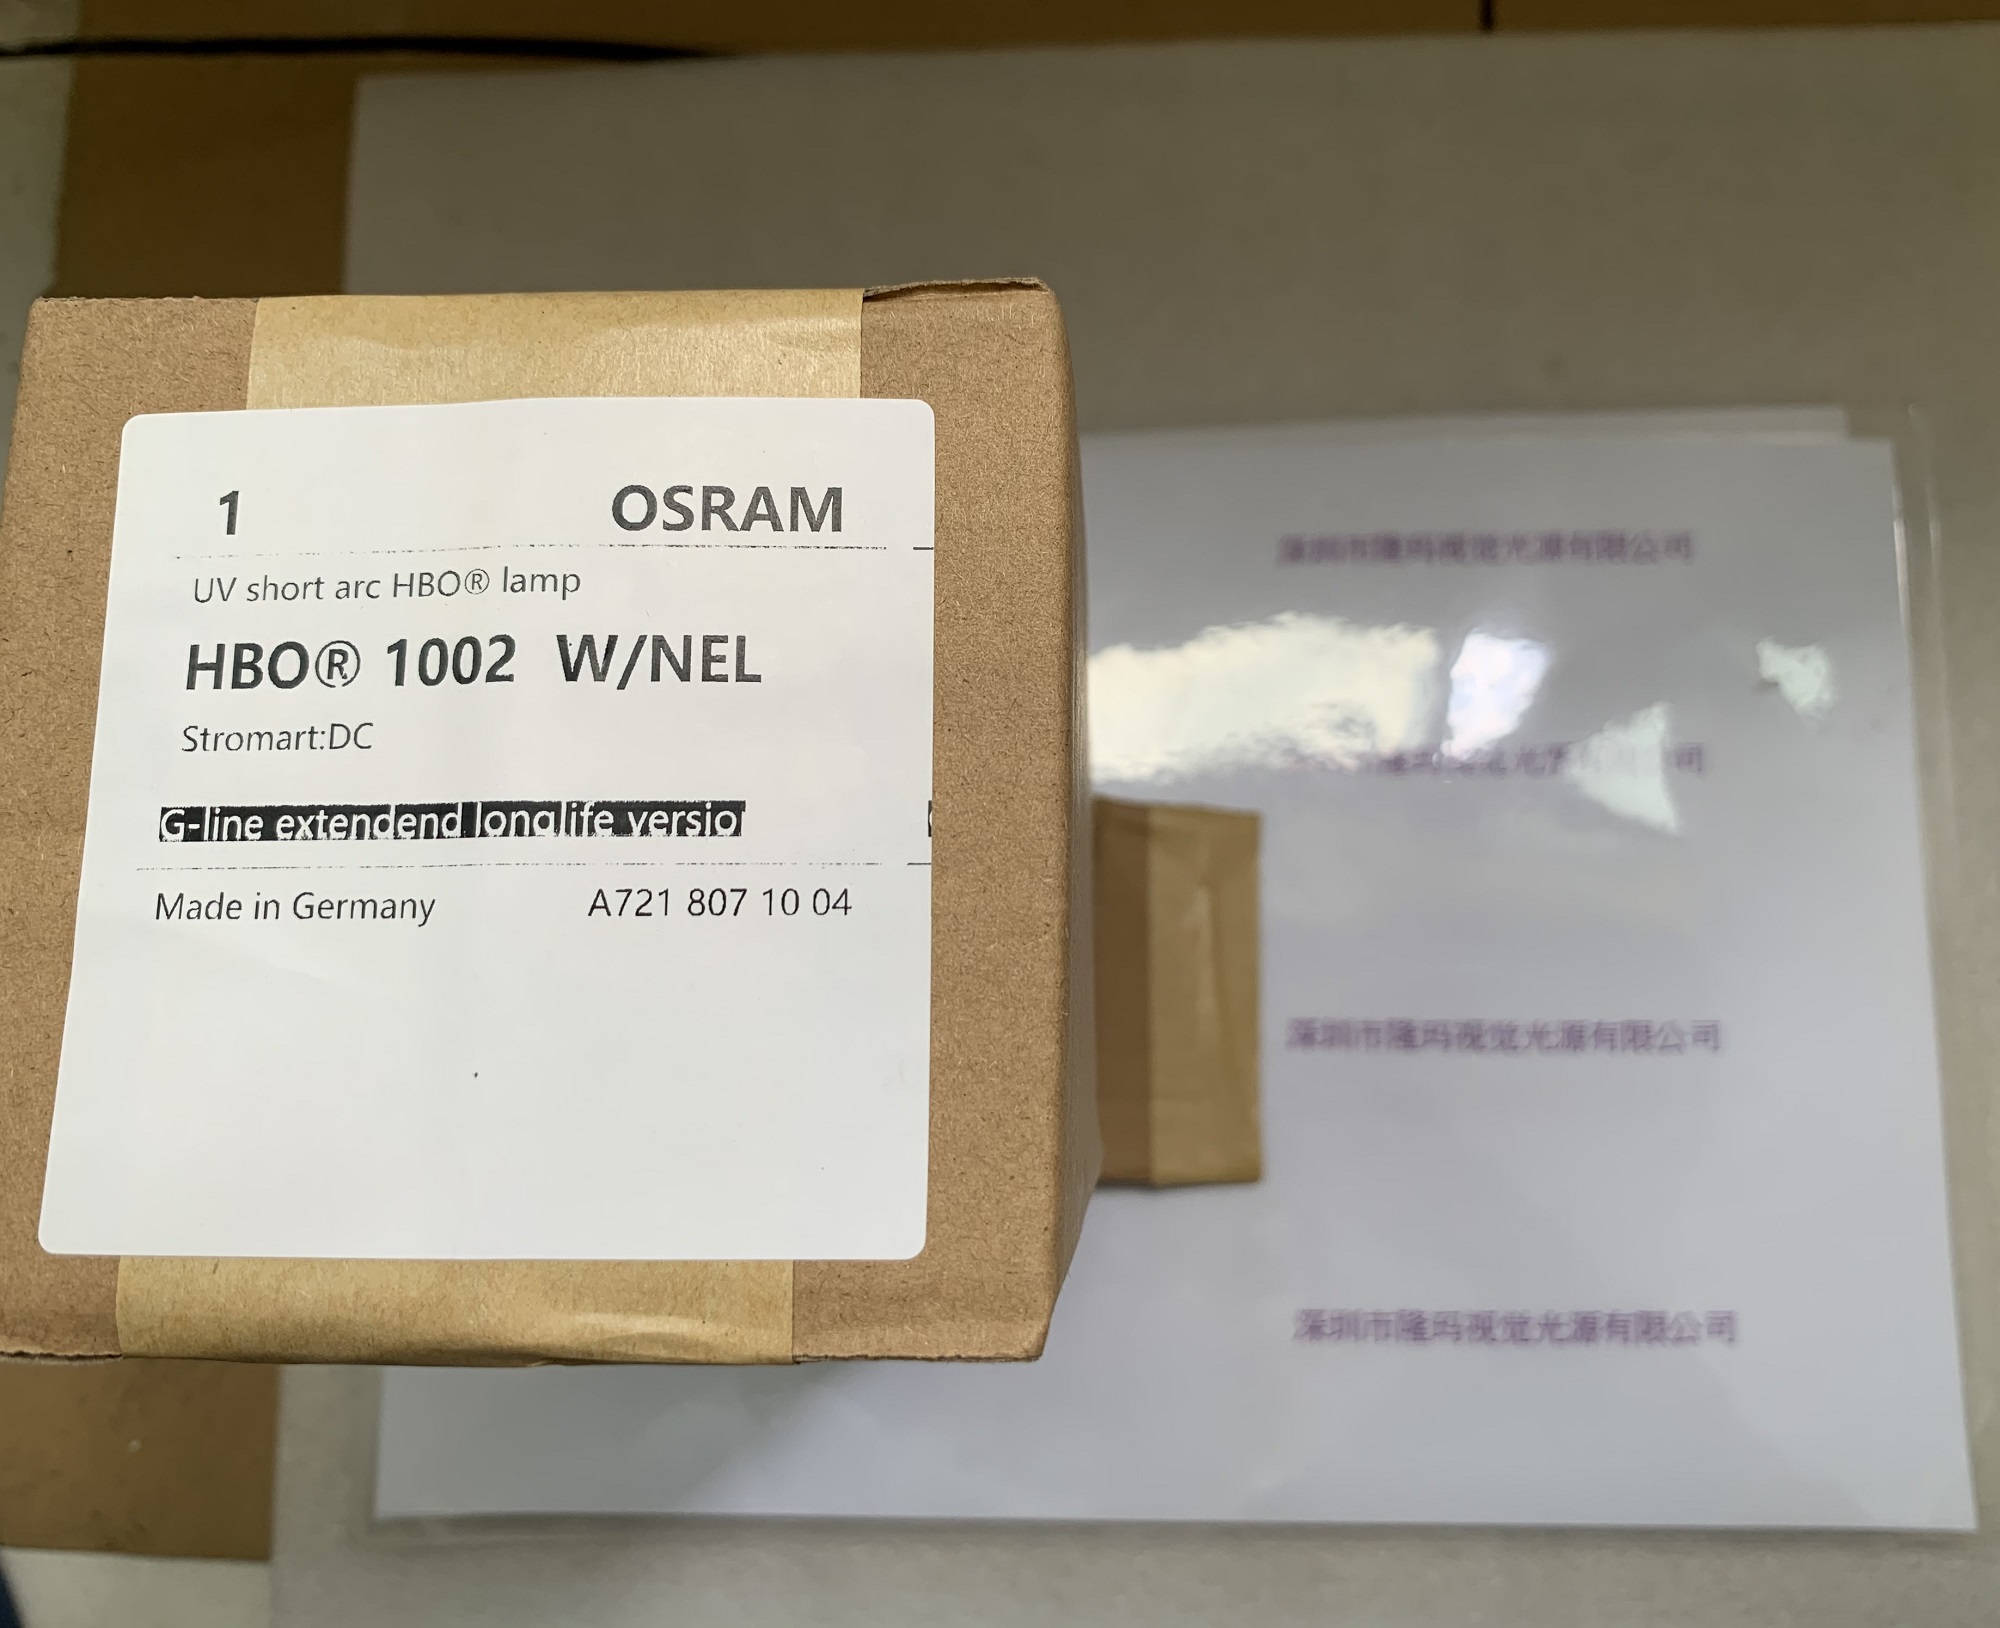 1 OSRAM
UV short arc HBO® lamp
HBO® 1002 W/NEL
Stromart:DC
G-line extendend longlife versio
Made in Germany A721 807 10 04
深圳市隆玛视觉光源有限公司
深圳市隆玛视觉光源有限公司
深圳市隆玛视觉光源有限公司